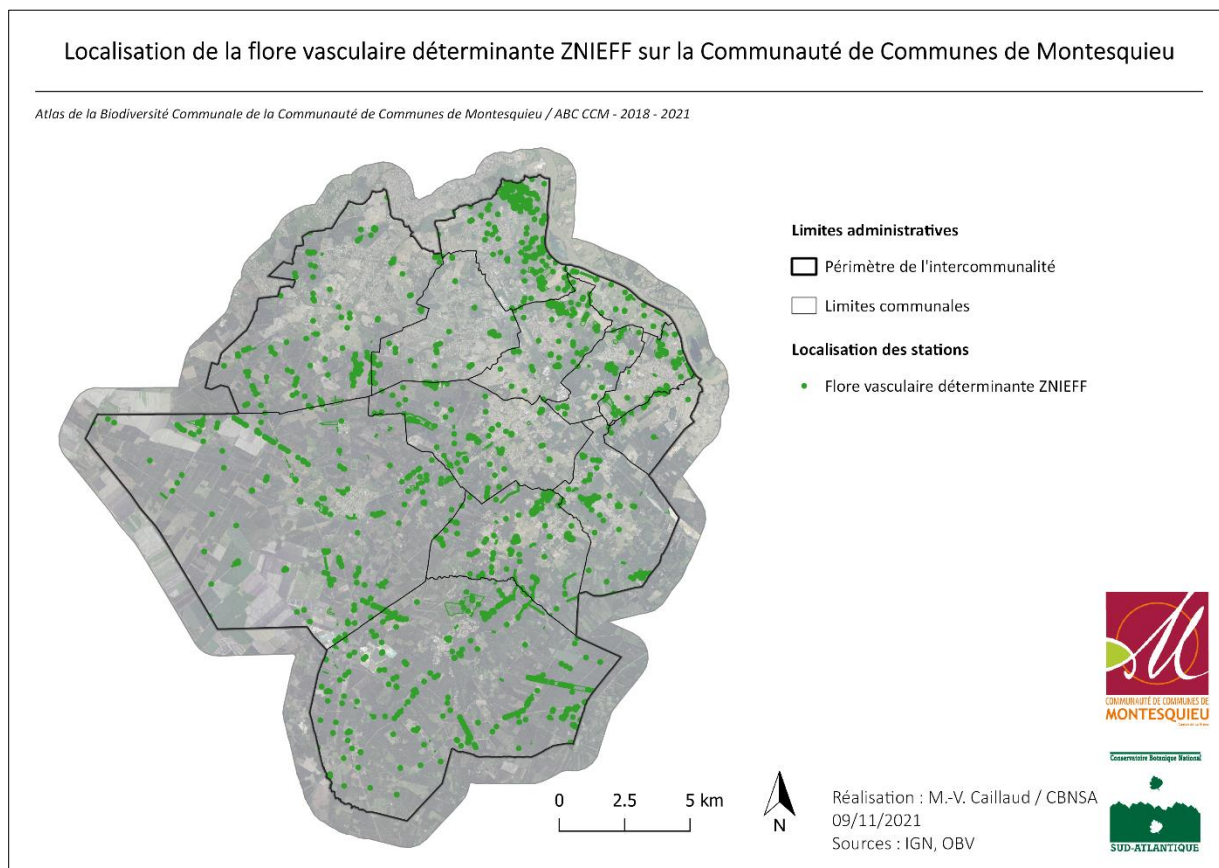 Localisation de la flore vasculaire déterminante ZNIEFF sur la Communauté de Communes de Montesquieu
Atlas de la Biodiversité Communale de la Communauté de Communes de Montesquieu / ABC CCM - 2018 - 2021
Limites administratives
Périmètre de l'intercommunalité
Limites communales
Localisation des stations
Flore vasculaire déterminante ZNIEFF
M
COMMUNAUTÉ DE COMMUNES DE
MONTESQUIEU
Conservatoire Botanique National
SUD-ATLANTIQUE
0 2.5 5 km
N
Réalisation : M.-V. Caillaud / CBNSA
09/11/2021
Sources : IGN, OBV